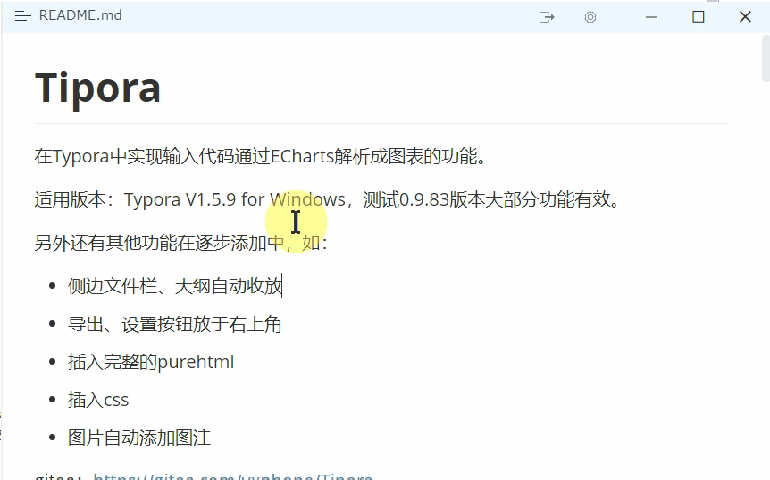 README.md
Tipora
在Typora中实现输入代码通过ECharts解析成图表的功能。
适用版本：Typora V1.5.9 for Windows，测试0.9.83版本大部分功能有效。
另外还有其他功能在逐步添加中，如：
侧边文件栏、大纲自动收放
导出、设置按钮放于右上角
插入完整的purehtml
插入css
图片自动添加图注